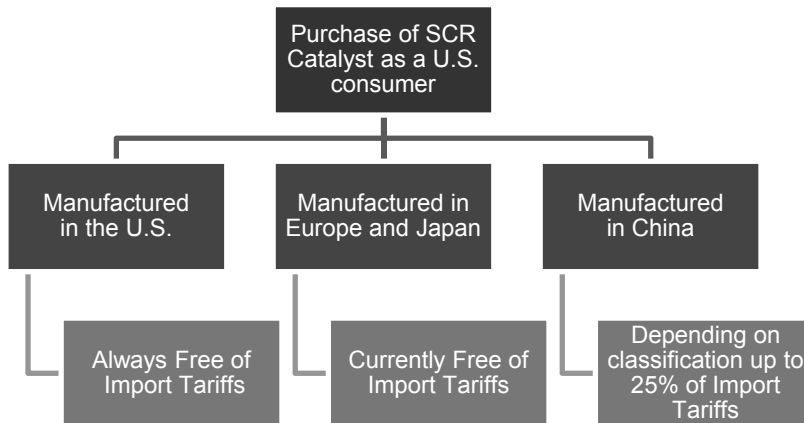 Purchase of SCR
Catalyst as a U.S.
consumer
Manufactured
in the U.S.
Manufactured in
Europe and Japan
Manufactured
in China
Always Free of
Import Tariffs
Currently Free of
Import Tariffs
Depending on
classification up to
25% of Import
Tariffs